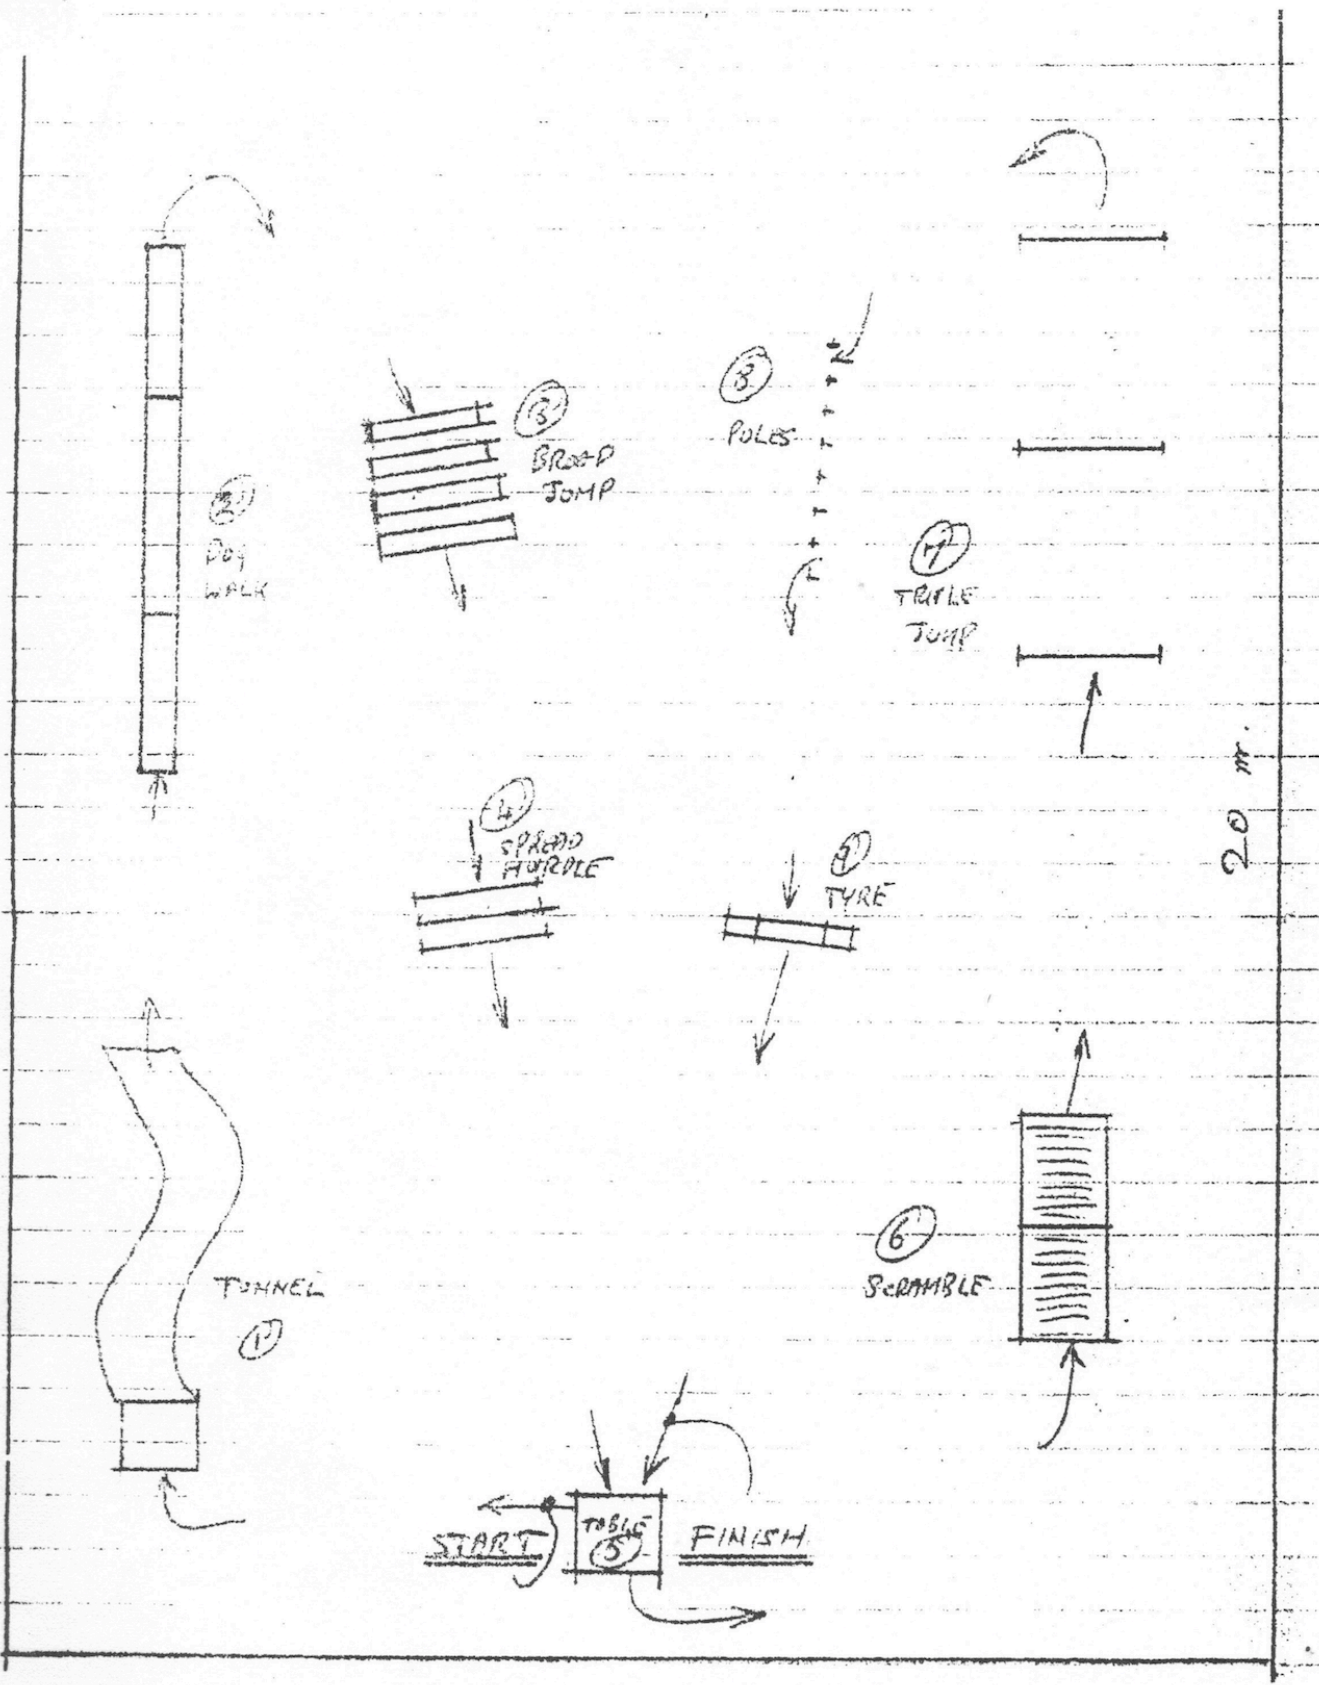 8
POLES
3
BROAD
JUMP
2
DOG
WALK
7
TRIPLE
JUMP
20 m.
4
SPREAD
HURDLE
9
TYRE
6
SCRAMBLE
TUNNEL
1
START
TABLE
5
FINISH